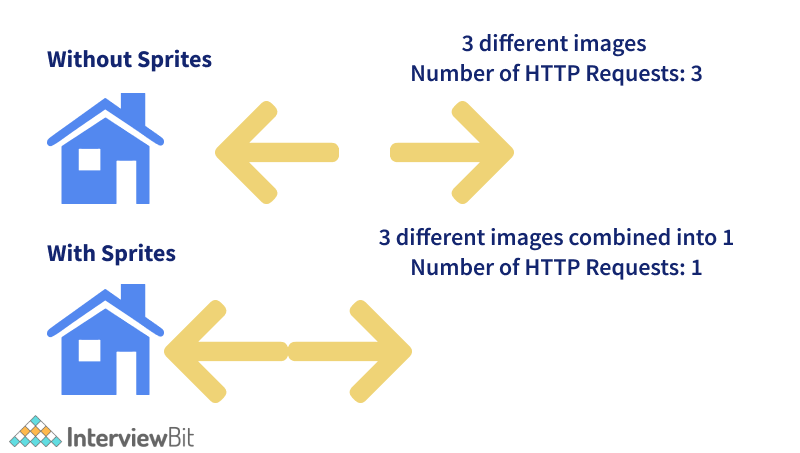 Without Sprites
3 different images
Number of HTTP Requests: 3
With Sprites
3 different images combined into 1
Number of HTTP Requests: 1
InterviewBit